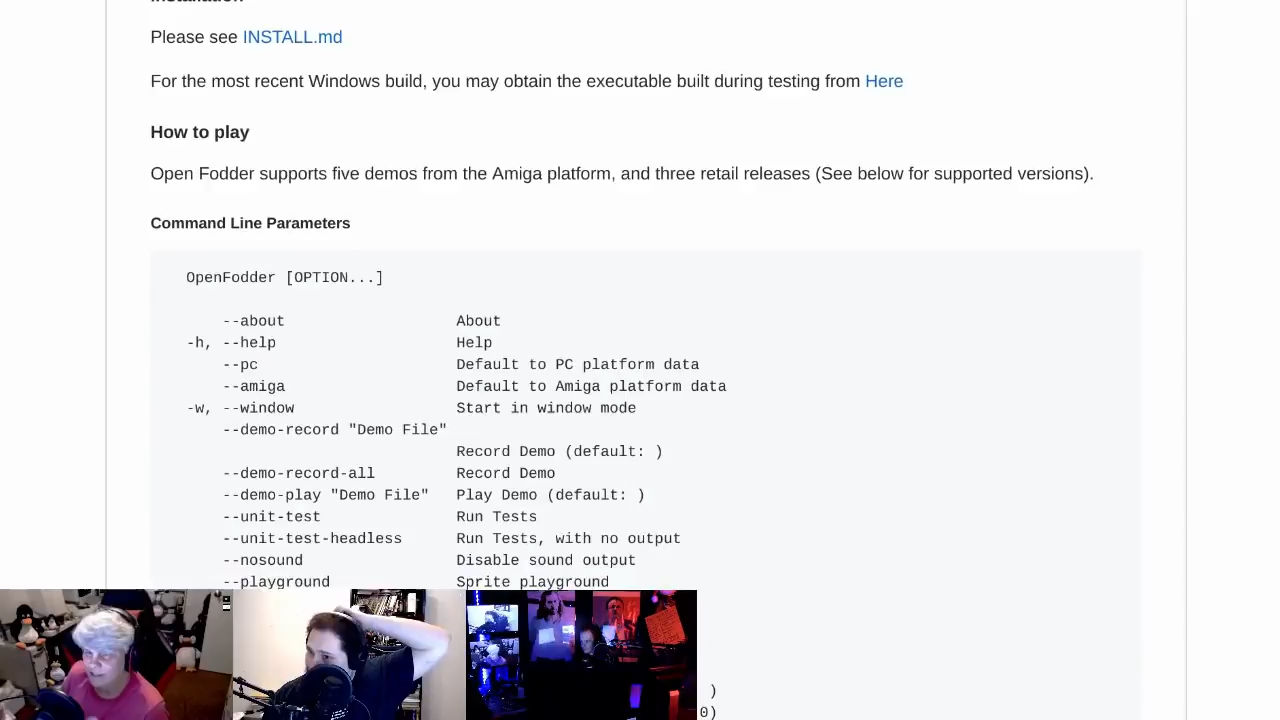 Installation
Please see INSTALL.md
For the most recent Windows build, you may obtain the executable built during testing from Here
How to play
Open Fodder supports five demos from the Amiga platform, and three retail releases (See below for supported versions).
Command Line Parameters
OpenFodder [OPTION...]
--about About
-h, --help Help
--pc Default to PC platform data
--amiga Default to Amiga platform data
-w, --window Start in window mode
--demo-record "Demo File"
Record Demo (default: )
--demo-record-all Record Demo
--demo-play "Demo File" Play Demo (default: )
--unit-test Run Tests
--unit-test-headless Run Tests, with no output
--nosound Disable sound output
--playground Sprite playground
)
0)